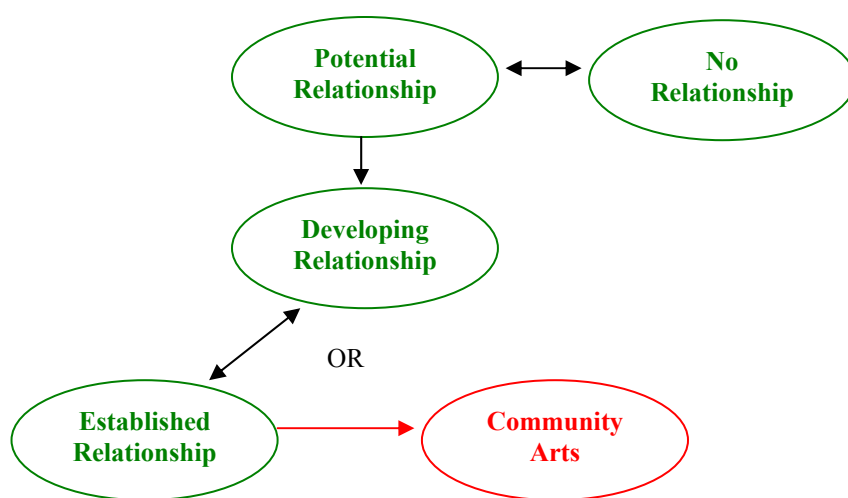 Potential
Relationship
No
Relationship
Developing
Relationship
OR
Established
Relationship
Community
Arts